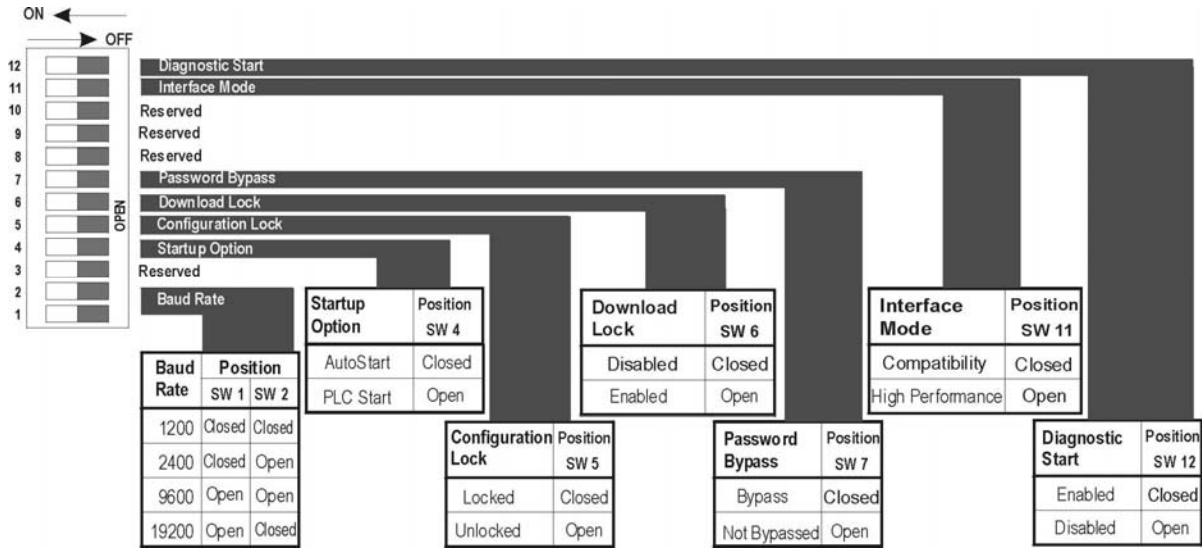 ON
OFF
12 Diagnostic Start
11 Interface Mode
10 Reserved
9 Reserved
8 Reserved
7 Password Bypass
6 Download Lock
5 Configuration Lock
4 Startup Option
3 Reserved
2 Baud Rate
1
OPEN
Startup Option Position SW 4
AutoStart Closed
PLC Start Open
Download Lock Position SW 6
Disabled Closed
Enabled Open
Interface Mode Position SW 11
Compatibility Closed
High Performance Open
Baud Rate Position
SW 1 SW 2
1200 Closed Closed
2400 Closed Open
9600 Open Open
19200 Open Closed
Configuration Lock Position SW 5
Locked Closed
Unlocked Open
Password Bypass Position SW 7
Bypass Closed
Not Bypassed Open
Diagnostic Start Position SW 12
Enabled Closed
Disabled Open